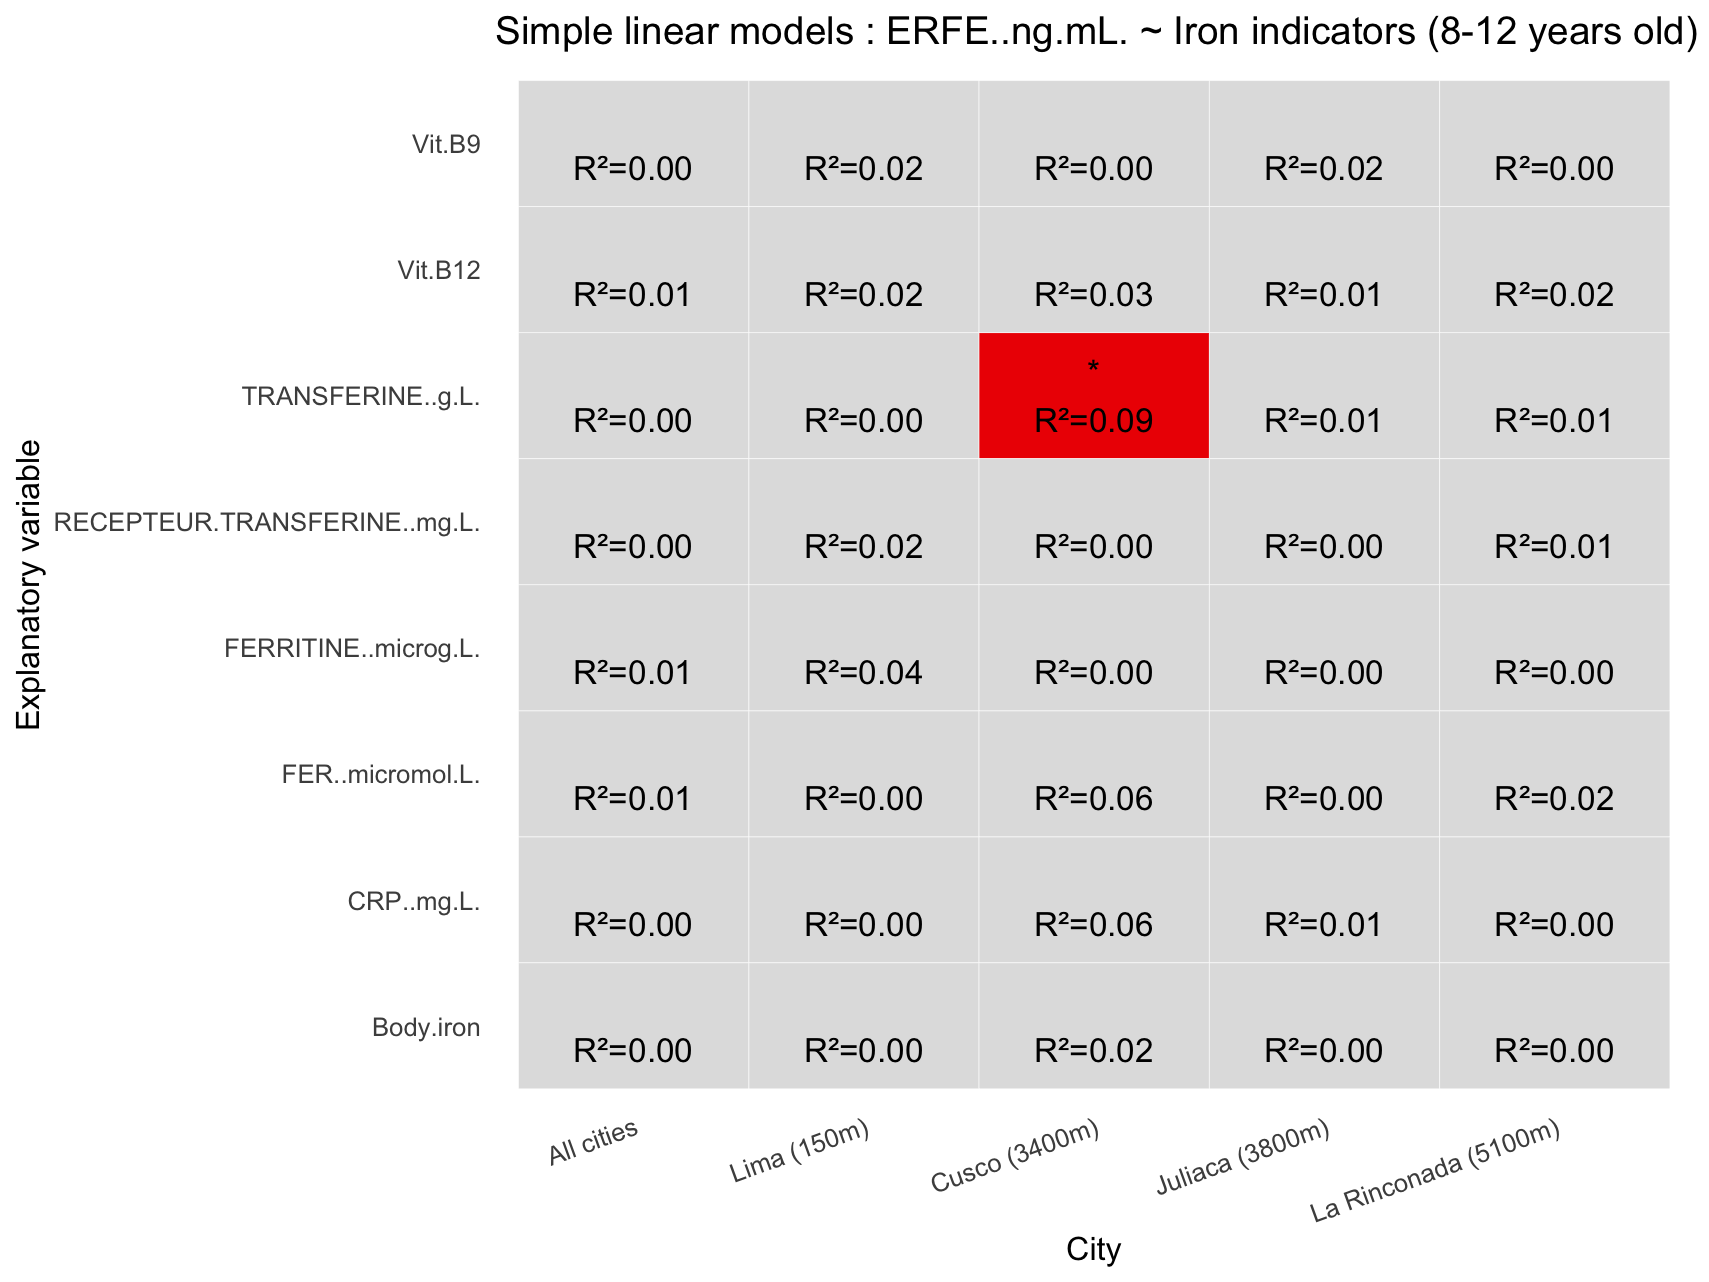 Simple linear models : ERFE..ng.mL. ~ Iron indicators (8-12 years old)
Explanatory variable
Vit.B9 R²=0.00 R²=0.02 R²=0.00 R²=0.02 R²=0.00
Vit.B12 R²=0.01 R²=0.02 R²=0.03 R²=0.01 R²=0.02
*
TRANSFERINE..g.L. R²=0.00 R²=0.00 R²=0.09 R²=0.01 R²=0.01
RECEPTEUR.TRANSFERINE..mg.L. R²=0.00 R²=0.02 R²=0.00 R²=0.00 R²=0.01
FERRITINE..microg.L. R²=0.01 R²=0.04 R²=0.00 R²=0.00 R²=0.00
FER..micromol.L. R²=0.01 R²=0.00 R²=0.06 R²=0.00 R²=0.02
CRP..mg.L. R²=0.00 R²=0.00 R²=0.06 R²=0.01 R²=0.00
Body.iron R²=0.00 R²=0.00 R²=0.02 R²=0.00 R²=0.00
All cities Lima (150m) Cusco (3400m) Juliaca (3800m) La Rinconada (5100m)
City